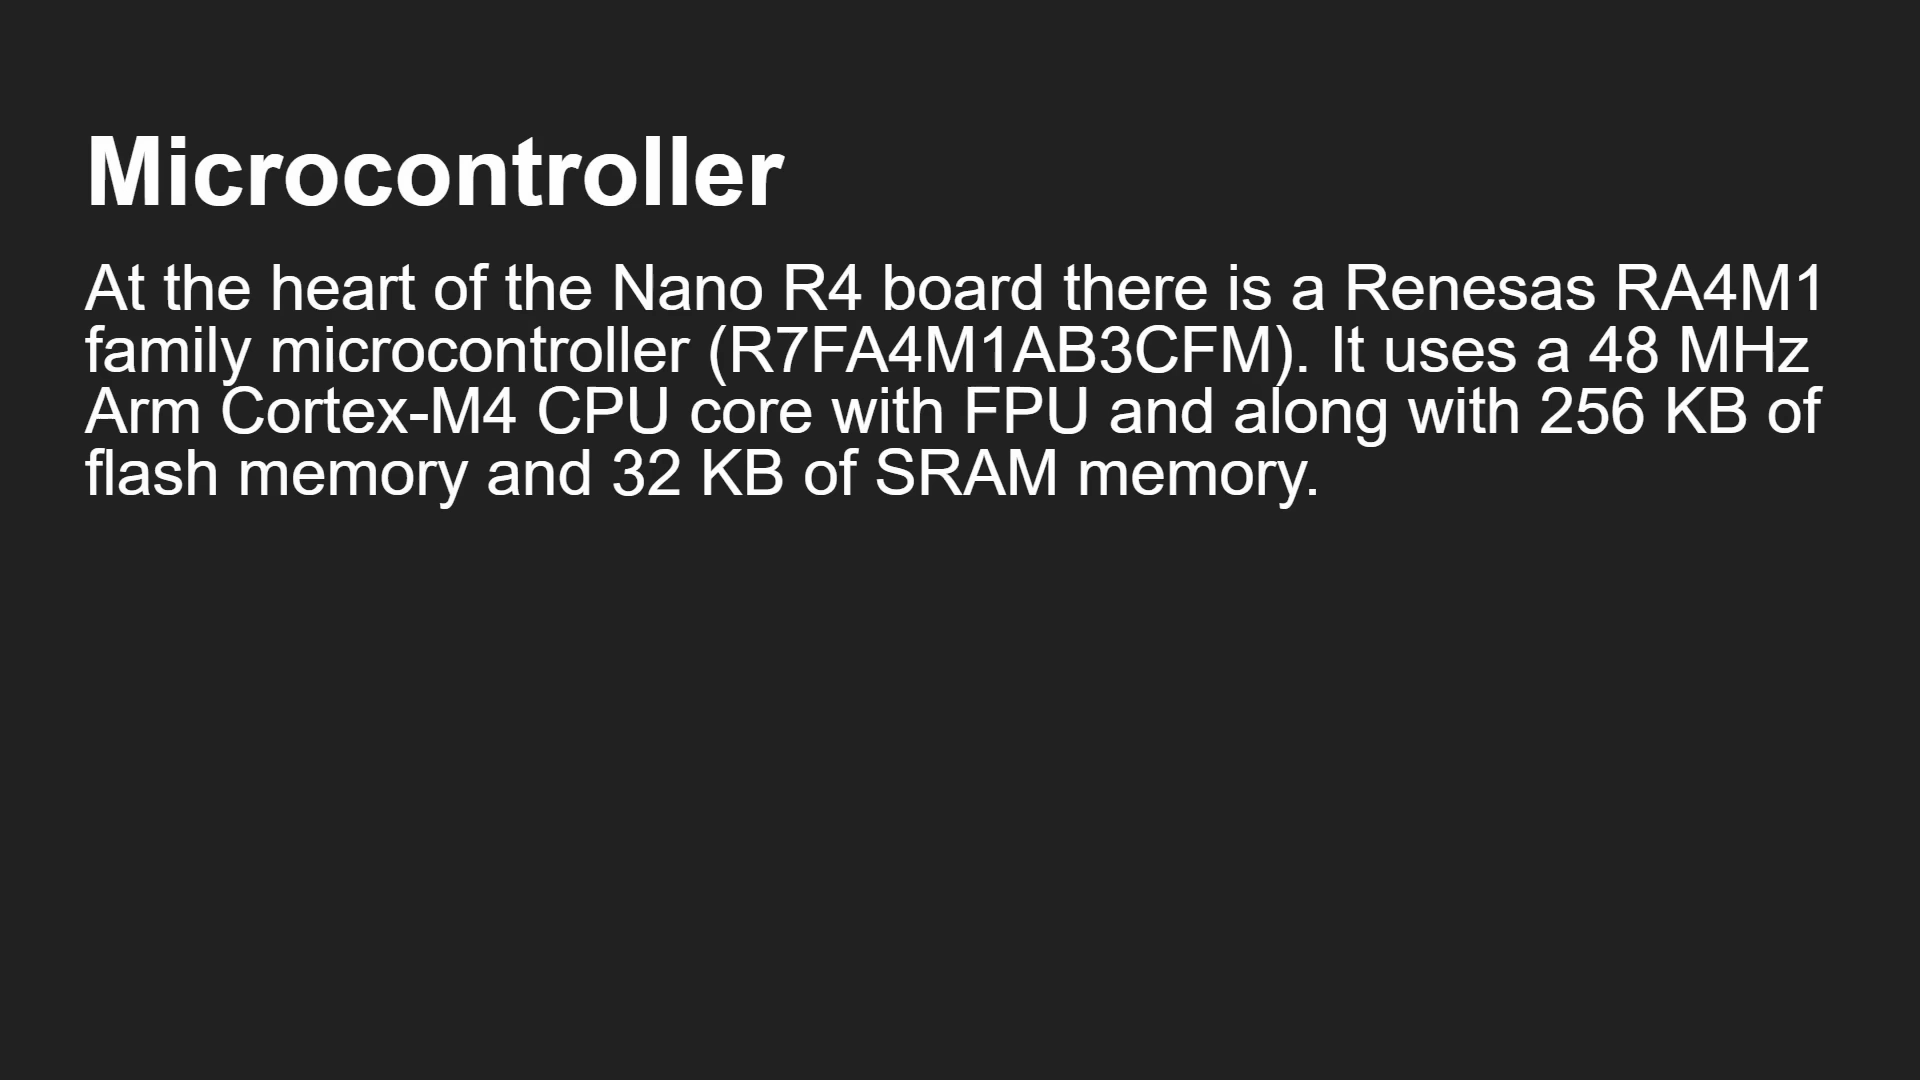 Microcontroller
At the heart of the Nano R4 board there is a Renesas RA4M1
family microcontroller (R7FA4M1AB3CFM). It uses a 48 MHz
Arm Cortex-M4 CPU core with FPU and along with 256 KB of
flash memory and 32 KB of SRAM memory.